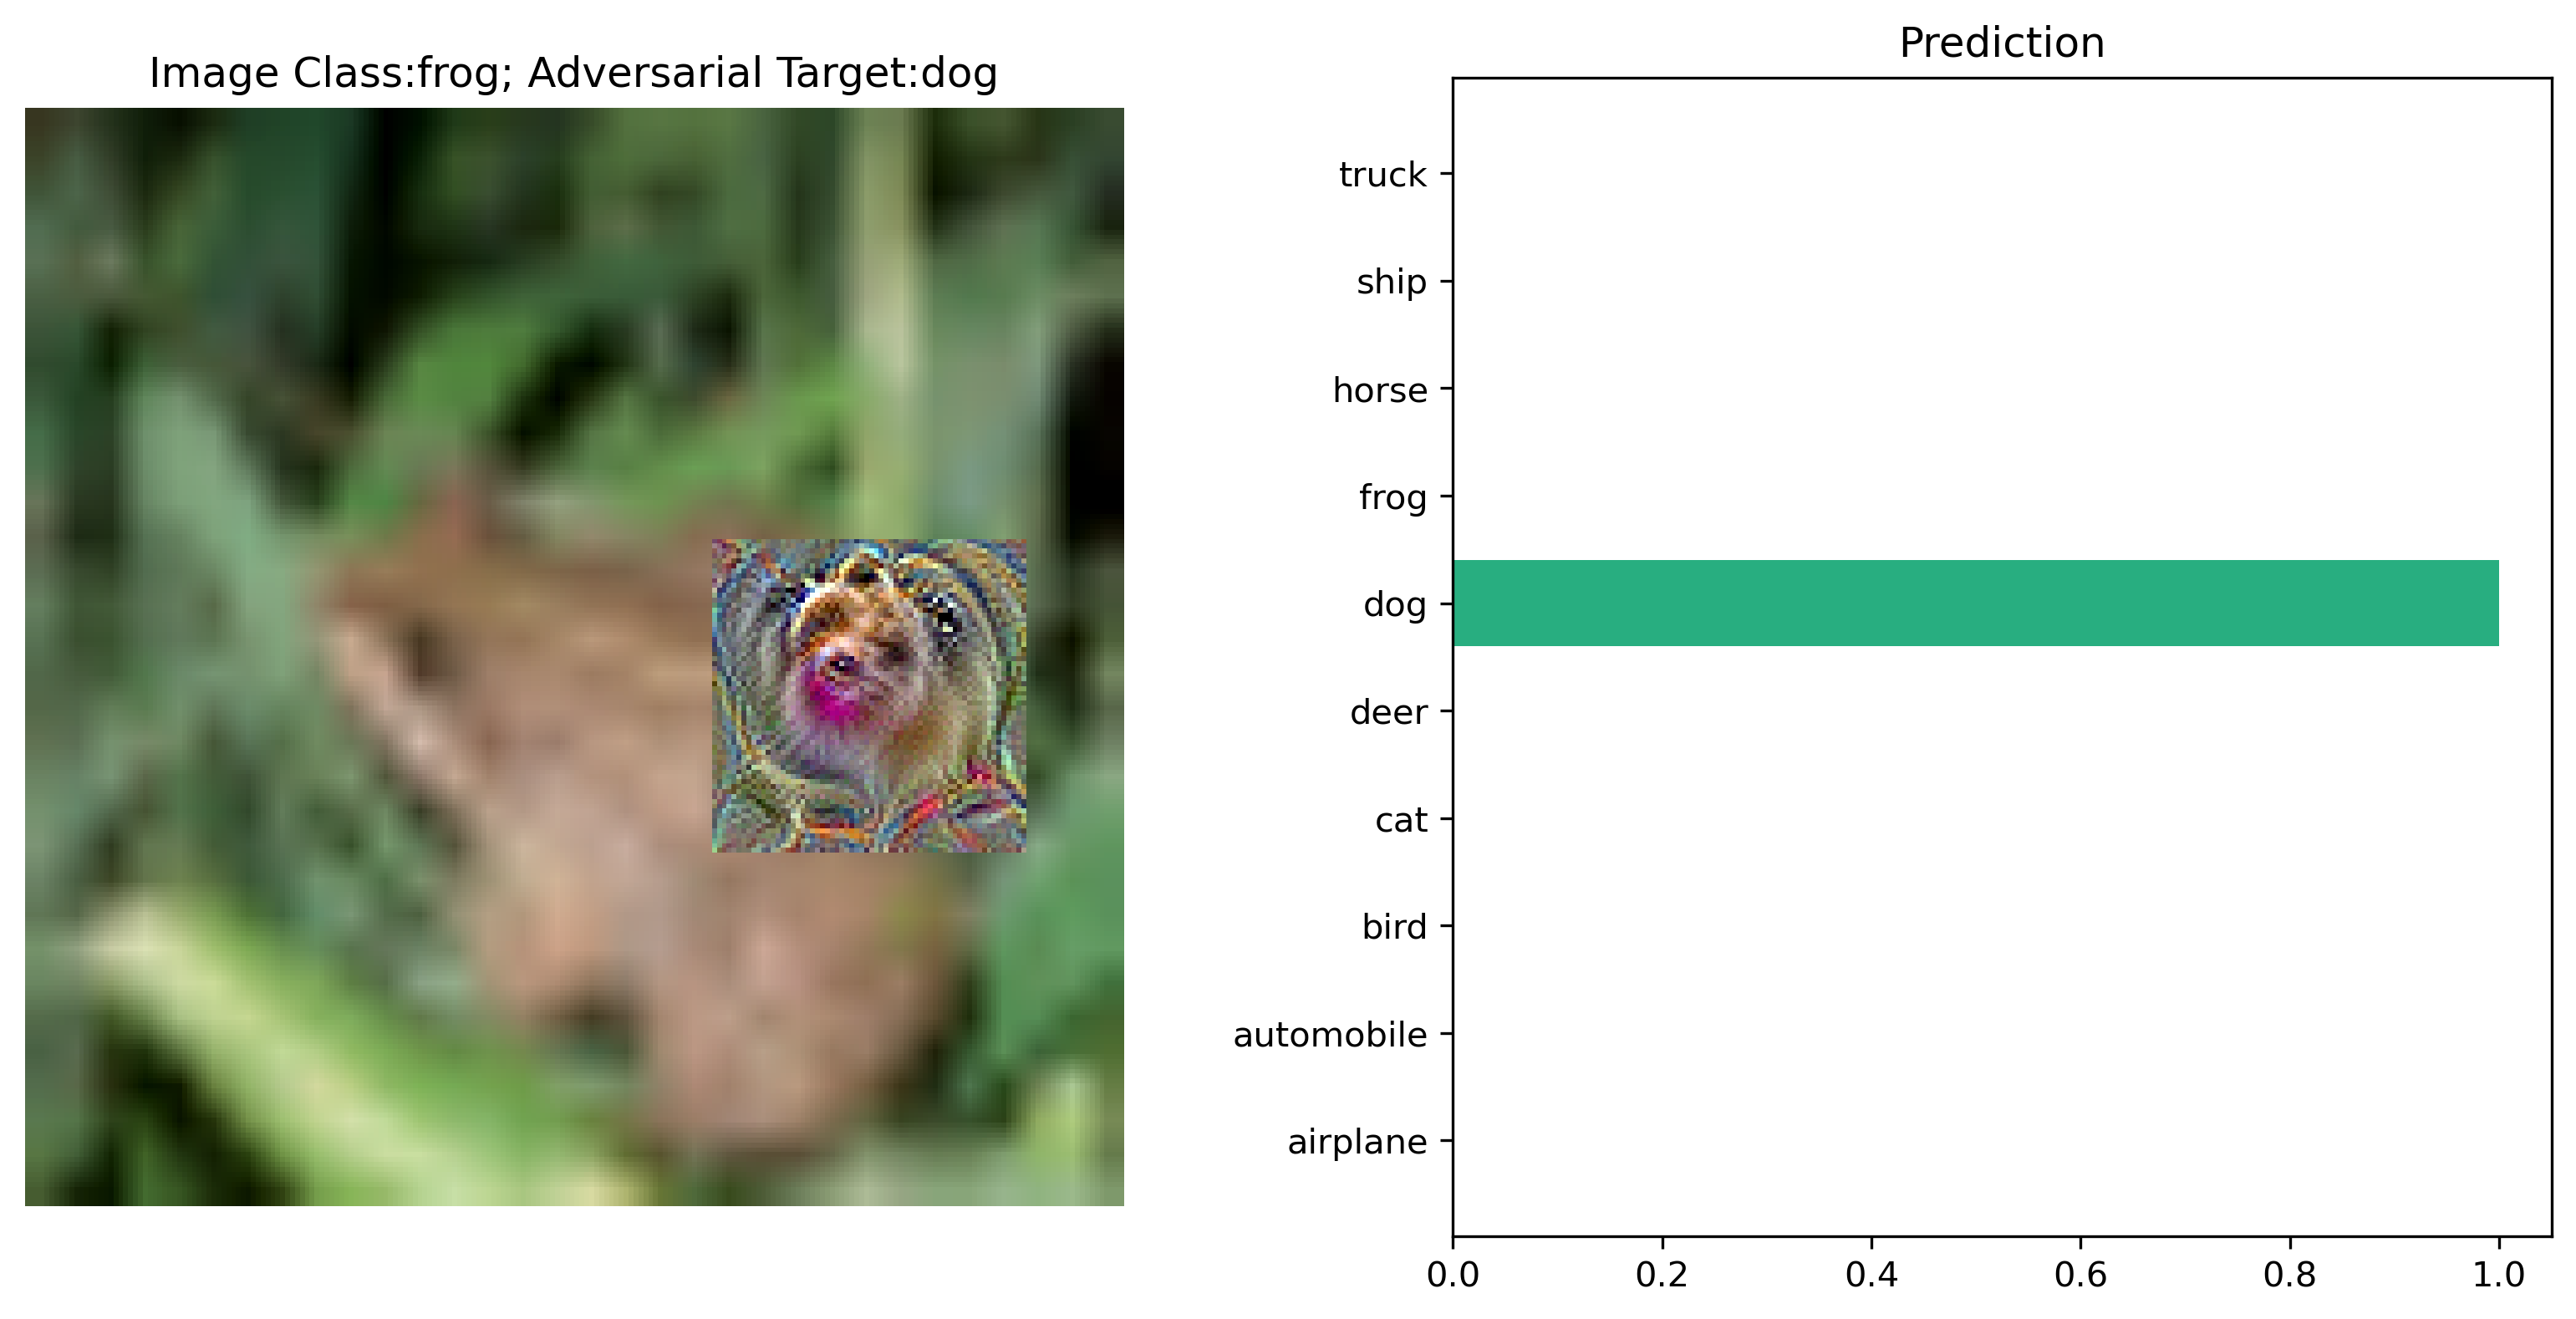 Image Class:frog; Adversarial Target:dog
Prediction
truck
ship
horse
frog
dog
deer
cat
bird
automobile
airplane
0.0 0.2 0.4 0.6 0.8 1.0